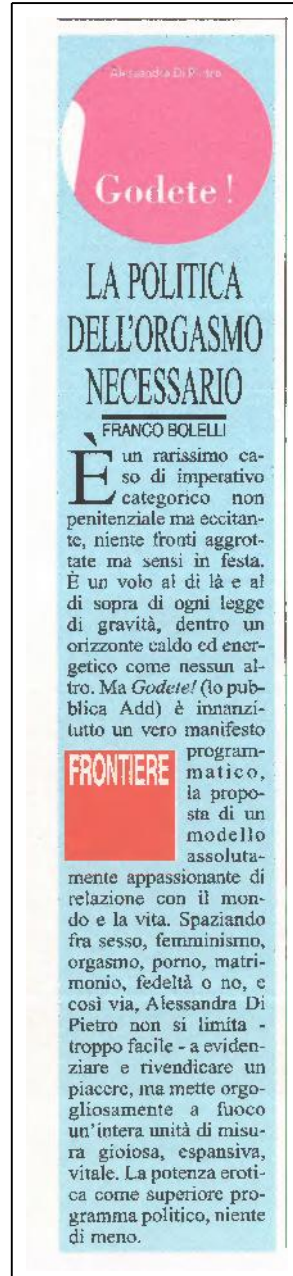 Alessandra Di Pietro
Godete !
LA POLITICA
DELL'ORGASMO
NECESSARIO
FRANCO BOLELLI
È un rarissimo ca-
so di imperativo
categorico non
penitenziale ma eccitan-
te, niente fronti aggrot-
tate ma sensi in festa.
È un volo al di là e al
di sopra di ogni legge
di gravità, dentro un
orizzonte caldo ed ener-
getico come nessun al-
tro. Ma Godete! (lo pub-
blica Add) è innanzi-
tutto un vero manifesto
FRONTIERE
program-
matico,
la propo-
sta di un
modello
assoluta-
mente appassionante di
relazione con il mon-
do e la vita. Spaziando
fra sesso, femminismo,
orgasmo, porno, matri-
monio, fedeltà o no, e
così via, Alessandra Di
Pietro non si limita -
troppo facile - a eviden-
ziare e rivendicare un
piacere, ma mette orgo-
gliosamente a fuoco
un'intera unità di misu-
ra gioiosa, espansiva,
vitale. La potenza eroti-
ca come superiore pro-
gramma politico, niente
di meno.